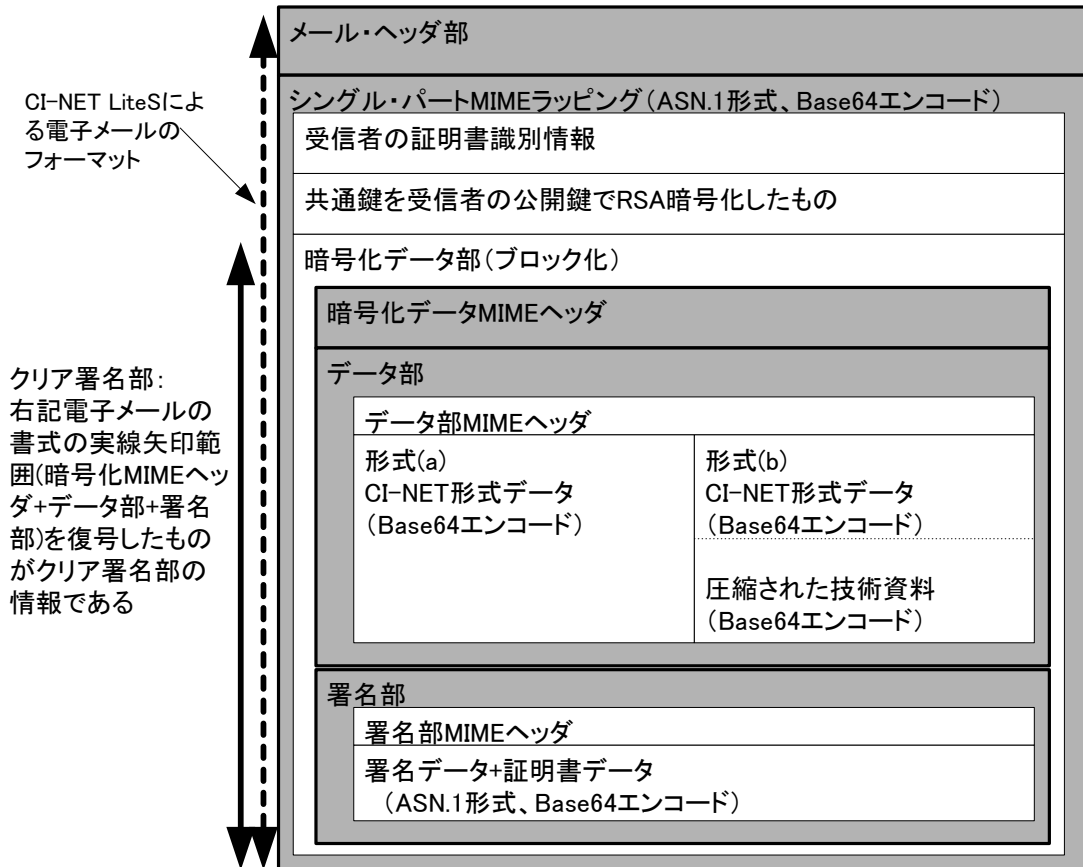 メール・ヘッダ部
CI-NET LiteSによ
る電子メールの
フォーマット
シングル・パートMIMEラッピング（ASN.1形式、Base64エンコード）
受信者の証明書識別情報
共通鍵を受信者の公開鍵でRSA暗号化したもの
暗号化データ部（ブロック化）
暗号化データMIMEヘッダ
クリア署名部：
右記電子メールの
書式の実線矢印範
囲(暗号化MIMEヘッ
ダ+データ部+署名
部)を復号したもの
がクリア署名部の
情報である
データ部
データ部MIMEヘッダ
形式(a)
CI-NET形式データ
（Base64エンコード）
形式(b)
CI-NET形式データ
（Base64エンコード）
圧縮された技術資料
（Base64エンコード）
署名部
署名部MIMEヘッダ
署名データ+証明書データ
（ASN.1形式、Base64エンコード）